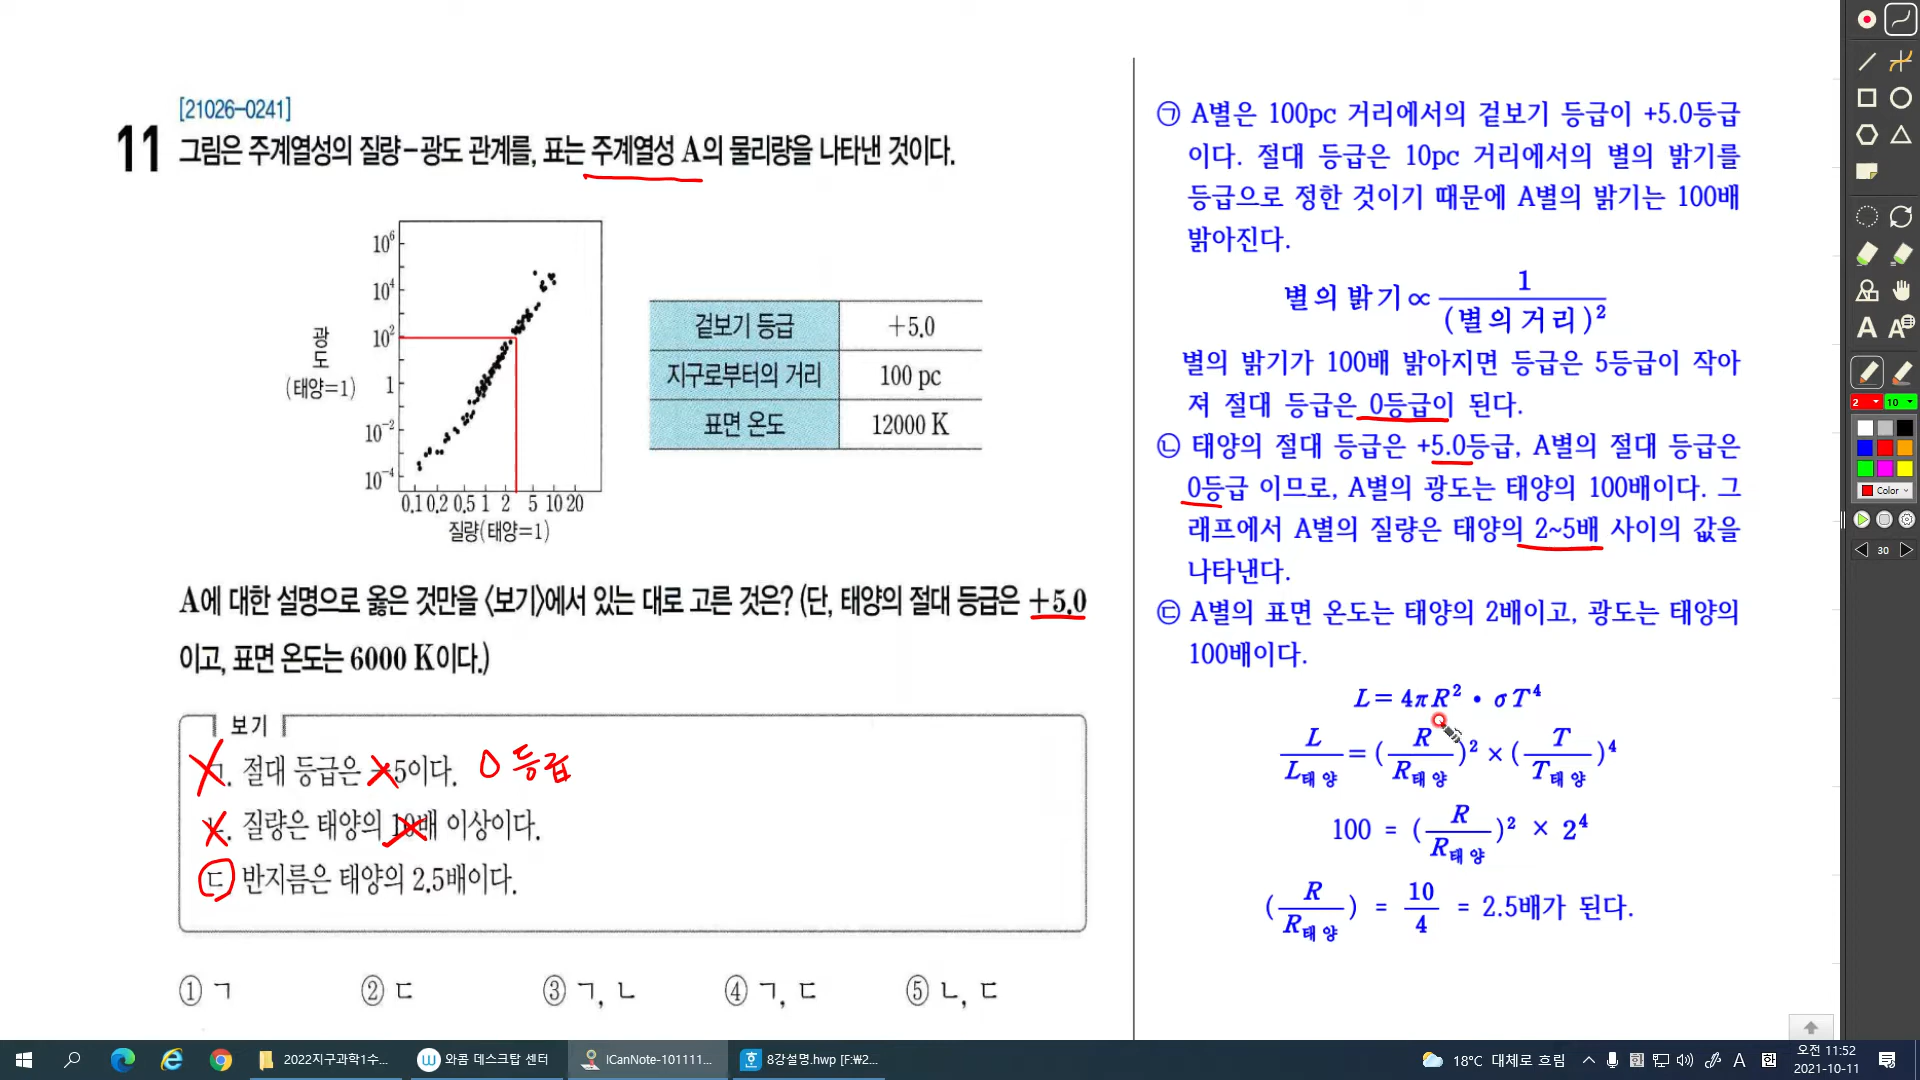 [21026-0241]
11 그림은 주계열성의 질량-광도 관계를, 표는 주계열성 A의 물리량을 나타낸 것이다.
10⁶
10⁴
10²
1
10⁻²
10⁻⁴
광
도
(태양=1)
0.1 0.2 0.5 1 2 5 10 20
질량(태양=1)
겉보기 등급 +5.0
지구로부터의 거리 100 pc
표면 온도 12000 K
A에 대한 설명으로 옳은 것만을 〈보기〉에서 있는 대로 고른 것은? (단, 태양의 절대 등급은 +5.0
이고, 표면 온도는 6000 K이다.)
보기
ㄱ. 절대 등급은 -5이다. 0등급
ㄴ. 질량은 태양의 10배 이상이다.
ㄷ. 반지름은 태양의 2.5배이다.
① ㄱ ② ㄷ ③ ㄱ, ㄴ ④ ㄱ, ㄷ ⑤ ㄴ, ㄷ
㉠ A별은 100pc 거리에서의 겉보기 등급이 +5.0등급
이다. 절대 등급은 10pc 거리에서의 별의 밝기를
등급으로 정한 것이기 때문에 A별의 밝기는 100배
밝아진다.
별의 밝기 ∝ 1 / (별의 거리)²
별의 밝기가 100배 밝아지면 등급은 5등급이 작아
져 절대 등급은 0등급이 된다.
㉡ 태양의 절대 등급은 +5.0등급, A별의 절대 등급은
0등급 이므로, A별의 광도는 태양의 100배이다. 그
래프에서 A별의 질량은 태양의 2~5배 사이의 값을
나타낸다.
㉢ A별의 표면 온도는 태양의 2배이고, 광도는 태양의
100배이다.
L = 4πR² • σT⁴
L / L태양 = (R / R태양)² × (T / T태양)⁴
100 = (R / R태양)² × 2⁴
(R / R태양) = 10 / 4 = 2.5배가 된다.
2 10
Color
30
2022지구과학1수...
와콤 데스크탑 센터
ICanNote-101111...
8강설명.hwp [F:₩2...
18°C 대체로 흐림
A
오전 11:52
2021-10-11